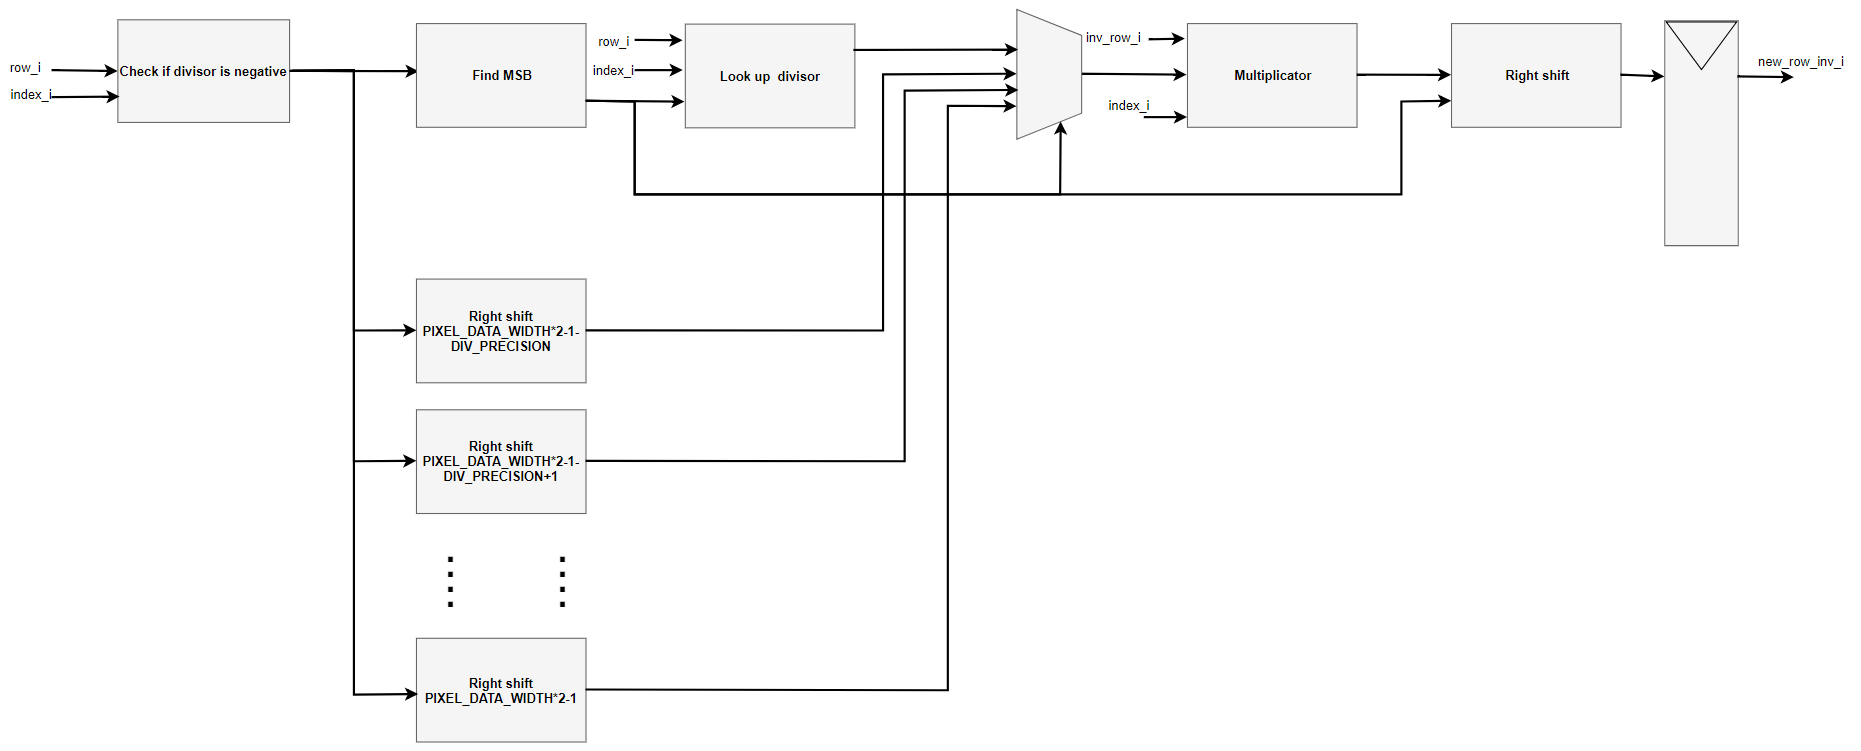 row_i
index_i
Check if divisor is negative
Find MSB
row_i
index_i
Look up divisor
inv_row_i
index_i
Multiplicator
Right shift
new_row_inv_i
Right shift
PIXEL_DATA_WIDTH*2-1-
DIV_PRECISION
Right shift
PIXEL_DATA_WIDTH*2-1-
DIV_PRECISION+1
Right shift
PIXEL_DATA_WIDTH*2-1